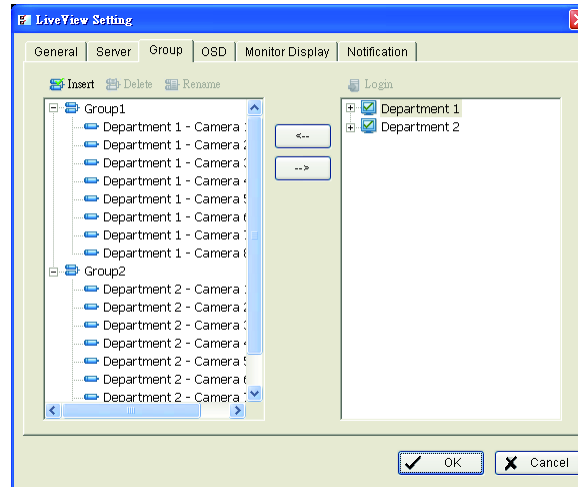 LiveView Setting
General Server Group OSD Monitor Display Notification
Insert Delete Rename
Login
Group1
Department 1 - Camera
Department 1 - Camera
Department 1 - Camera
Department 1 - Camera
Department 1 - Camera
Department 1 - Camera
Department 1 - Camera
Department 1 - Camera
Group2
Department 2 - Camera
Department 2 - Camera
Department 2 - Camera
Department 2 - Camera
Department 2 - Camera
Department 2 - Camera
Department 2 - Camera
<--
-->
Department 1
Department 2
OK
Cancel